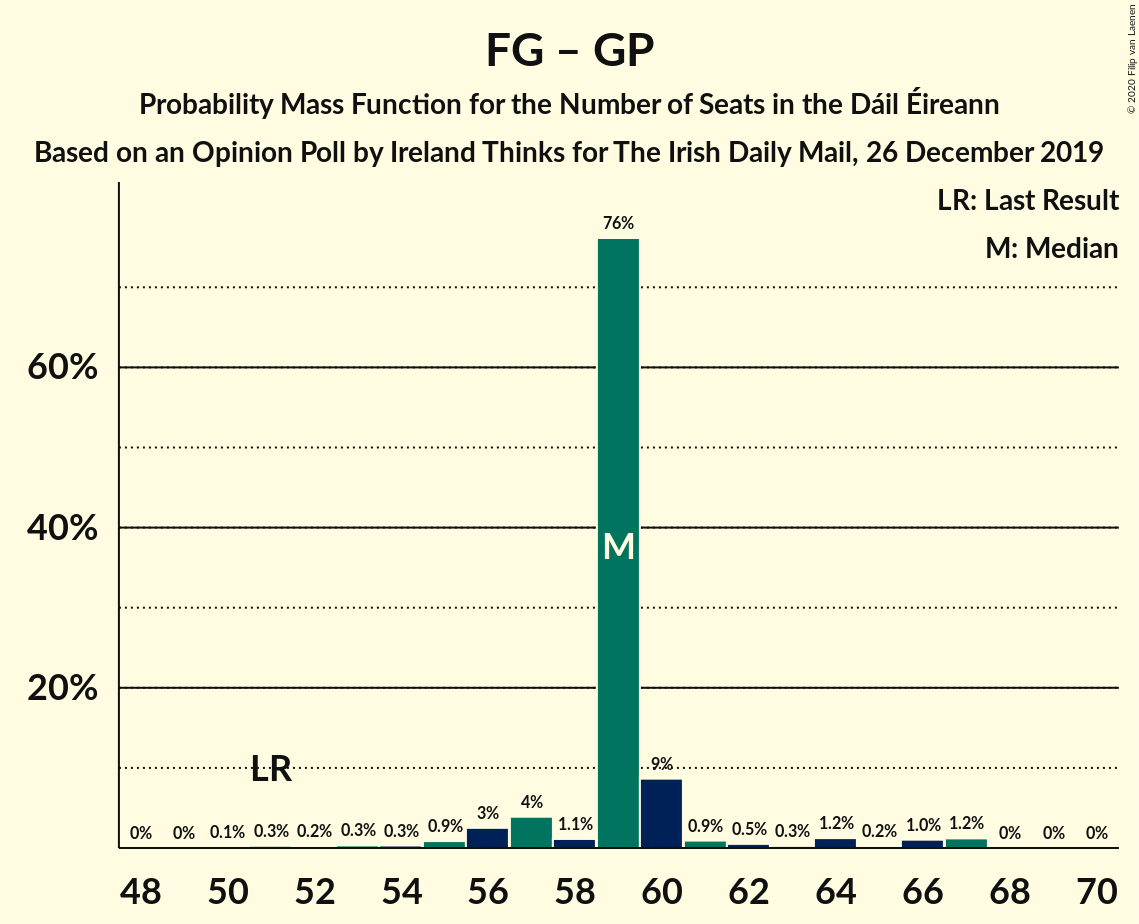 FG – GP
Probability Mass Function for the Number of Seats in the Dáil Éireann
Based on an Opinion Poll by Ireland Thinks for The Irish Daily Mail, 26 December 2019
© 2020 Filip van Laenen
LR: Last Result
M: Median
60%
40%
20%
0%
0%
0.1%
0.3%
0.2%
0.3%
0.3%
0.9%
3%
4%
1.1%
76%
9%
0.9%
0.5%
0.3%
1.2%
0.2%
1.0%
1.2%
0%
0%
0%
LR
M
48 50 52 54 56 58 60 62 64 66 68 70